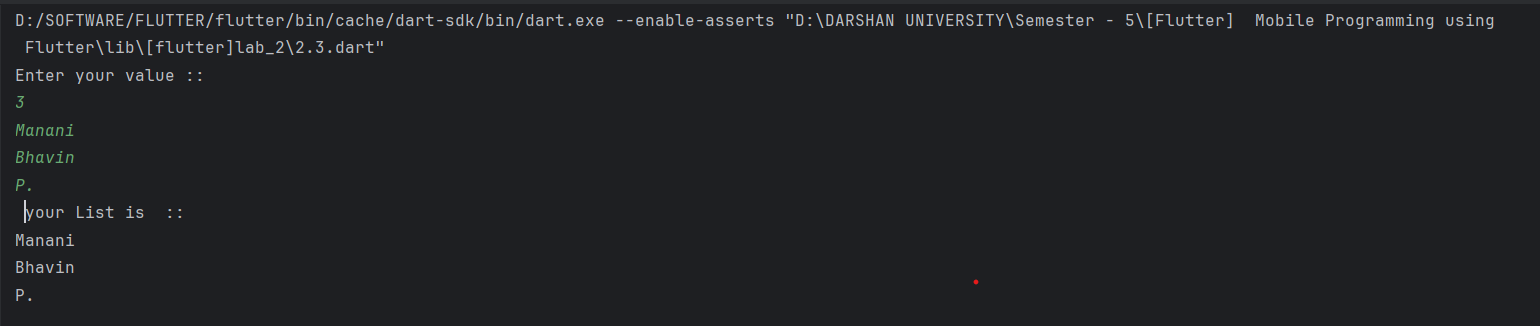 D:/SOFTWARE/FLUTTER/flutter/bin/cache/dart-sdk/bin/dart.exe --enable-asserts "D:\DARSHAN UNIVERSITY\Semester - 5\[Flutter]  Mobile Programming using
 Flutter\lib\[flutter]lab_2\2.3.dart"
Enter your value ::
3
Manani
Bhavin
P.
 your List is  ::
Manani
Bhavin
P.